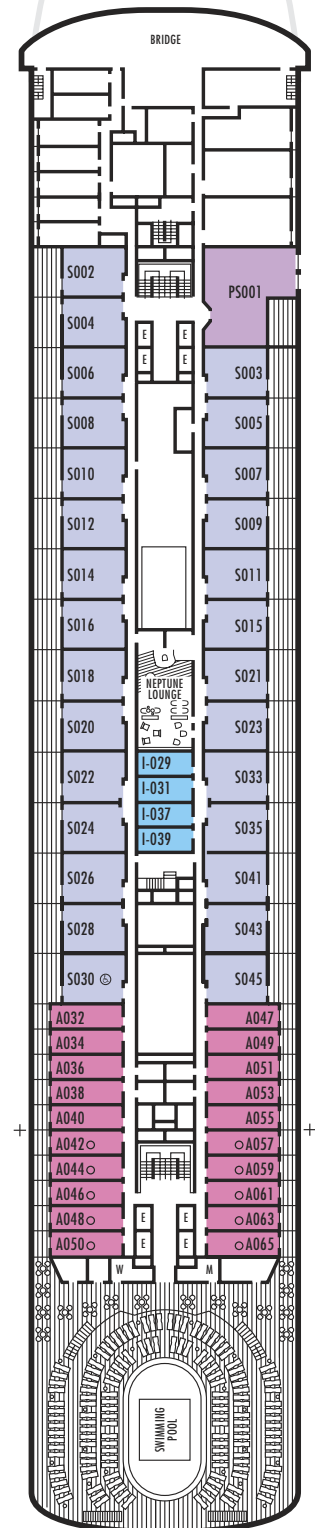 BRIDGE
S002
PS001
S004
E E
E E
S006 S003
S008 S005
S010 S007
S012 S009
S014 S011
S016 S015
S018 S021
NEPTUNE
LOUNGE
S020 S023
S022 I-029 S033
I-031
S024 I-037 S035
I-039
S026 S041
S028 S043
S030 S045
A032 A047
A034 A049
A036 A051
A038 A053
A040 A055
A042 A057
A044 A059
A046 A061
A048 E E A063
A050 E E A065
W M
SWIMMING
POOL